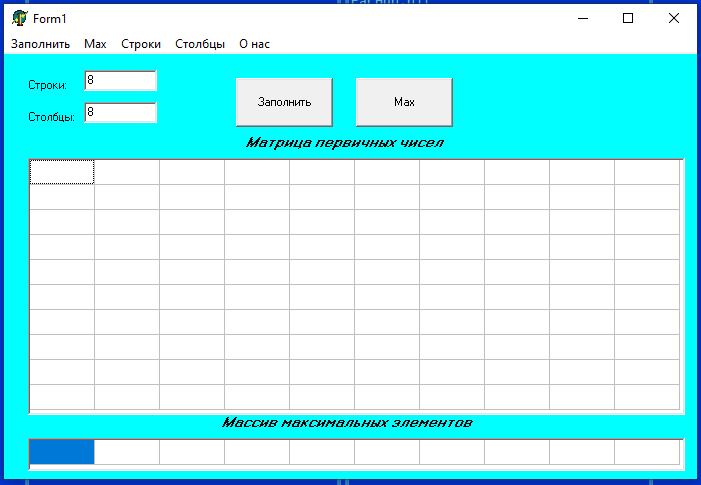 Form1
Заполнить Max Строки Столбцы О нас
Строки: 8
Столбцы: 8
Заполнить Max
Матрица первичных чисел
Массив максимальных элементов